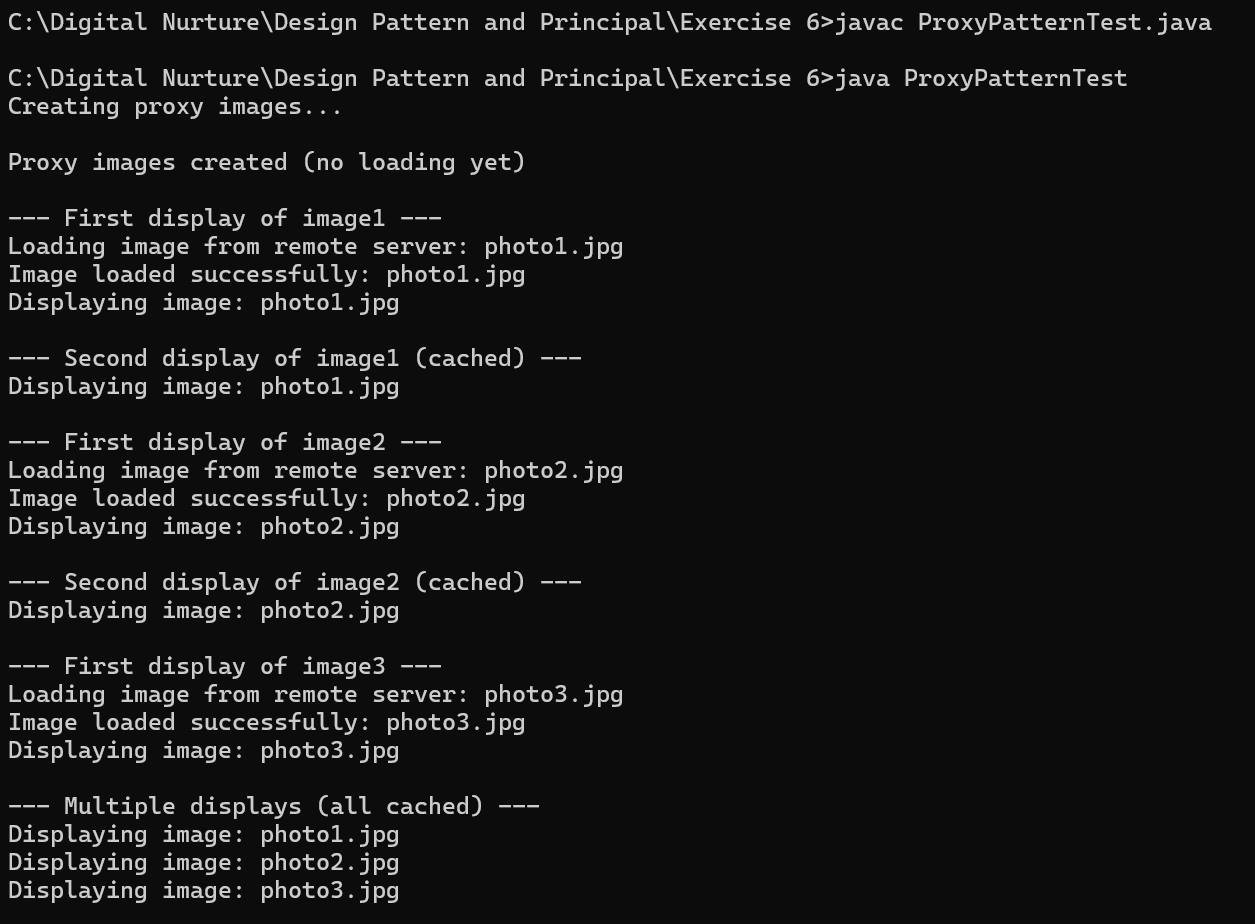 C:\Digital Nurture\Design Pattern and Principal\Exercise 6>javac ProxyPatternTest.java
C:\Digital Nurture\Design Pattern and Principal\Exercise 6>java ProxyPatternTest
Creating proxy images...
Proxy images created (no loading yet)
--- First display of image1 ---
Loading image from remote server: photo1.jpg
Image loaded successfully: photo1.jpg
Displaying image: photo1.jpg
--- Second display of image1 (cached) ---
Displaying image: photo1.jpg
--- First display of image2 ---
Loading image from remote server: photo2.jpg
Image loaded successfully: photo2.jpg
Displaying image: photo2.jpg
--- Second display of image2 (cached) ---
Displaying image: photo2.jpg
--- First display of image3 ---
Loading image from remote server: photo3.jpg
Image loaded successfully: photo3.jpg
Displaying image: photo3.jpg
--- Multiple displays (all cached) ---
Displaying image: photo1.jpg
Displaying image: photo2.jpg
Displaying image: photo3.jpg